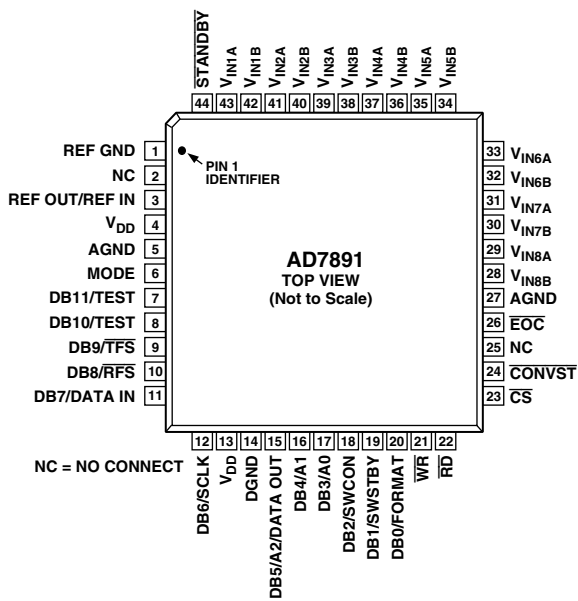 STANDBY
VIN1A
VIN1B
VIN2A
VIN2B
VIN3A
VIN3B
VIN4A
VIN4B
VIN5A
VIN5B
44 43 42 41 40 39 38 37 36 35 34
REF GND 1
NC 2
REF OUT/REF IN 3
VDD 4
AGND 5
MODE 6
DB11/TEST 7
DB10/TEST 8
DB9/TFS 9
DB8/RFS 10
DB7/DATA IN 11
PIN 1
IDENTIFIER
AD7891
TOP VIEW
(Not to Scale)
33 VIN6A
32 VIN6B
31 VIN7A
30 VIN7B
29 VIN8A
28 VIN8B
27 AGND
26 EOC
25 NC
24 CONVST
23 CS
12 13 14 15 16 17 18 19 20 21 22
NC = NO CONNECT
DB6/SCLK
VDD
DGND
DB5/A2/DATA OUT
DB4/A1
DB3/A0
DB2/SWCON
DB1/SWSTBY
DB0/FORMAT
WR
RD